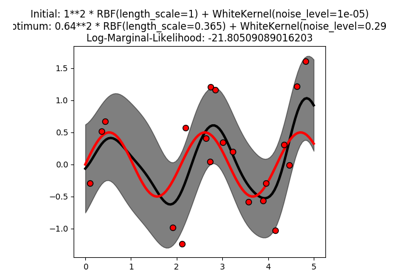 Initial: 1**2 * RBF(length_scale=1) + WhiteKernel(noise_level=1e-05)
ptimum: 0.64**2 * RBF(length_scale=0.365) + WhiteKernel(noise_level=0.29
Log-Marginal-Likelihood: -21.80509089016203
1.5
1.0
0.5
0.0
−0.5
−1.0
0 1 2 3 4 5